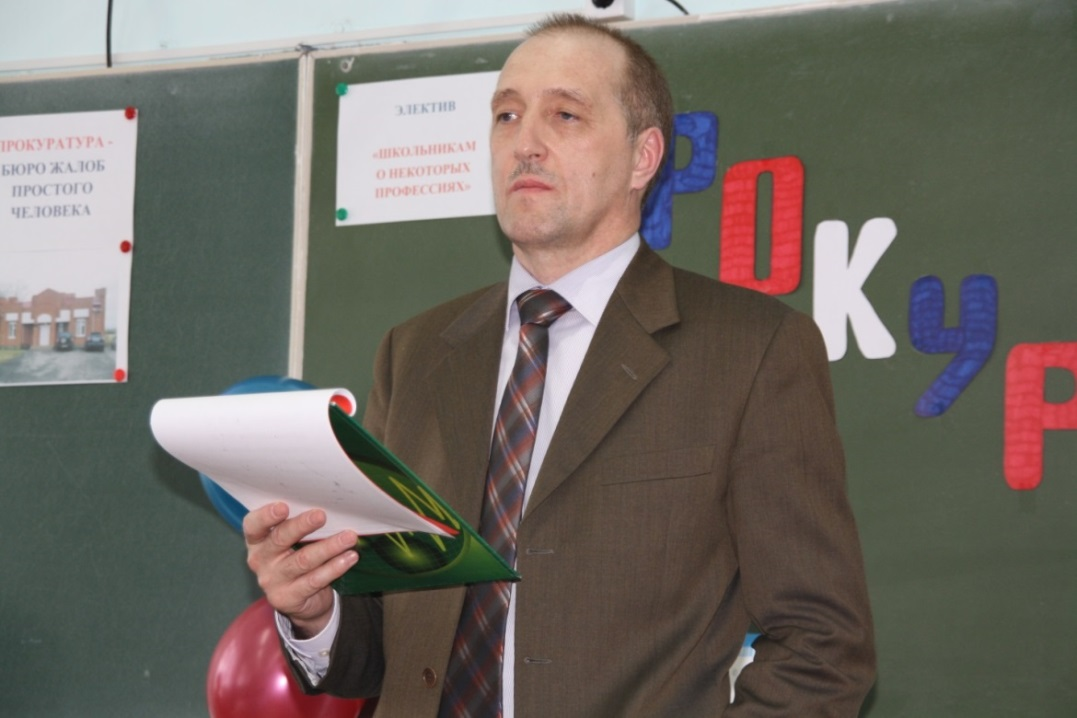 ПРОКУРАТУРА -
БЮРО ЖАЛОБ
ПРОСТОГО
ЧЕЛОВЕКА
ЭЛЕКТИВ
«ШКОЛЬНИКАМ
О НЕКОТОРЫХ
ПРОФЕССИЯХ»
РОКУР